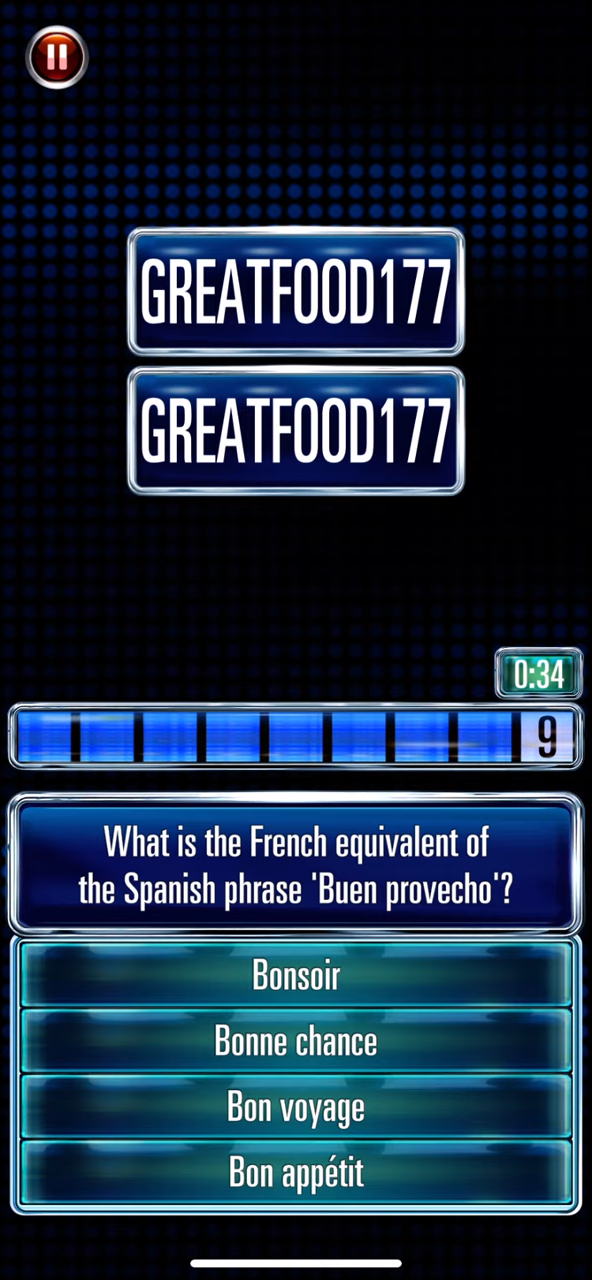 GREATFOOD177
GREATFOOD177
0:34
9
What is the French equivalent of
the Spanish phrase 'Buen provecho'?
Bonsoir
Bonne chance
Bon voyage
Bon appétit